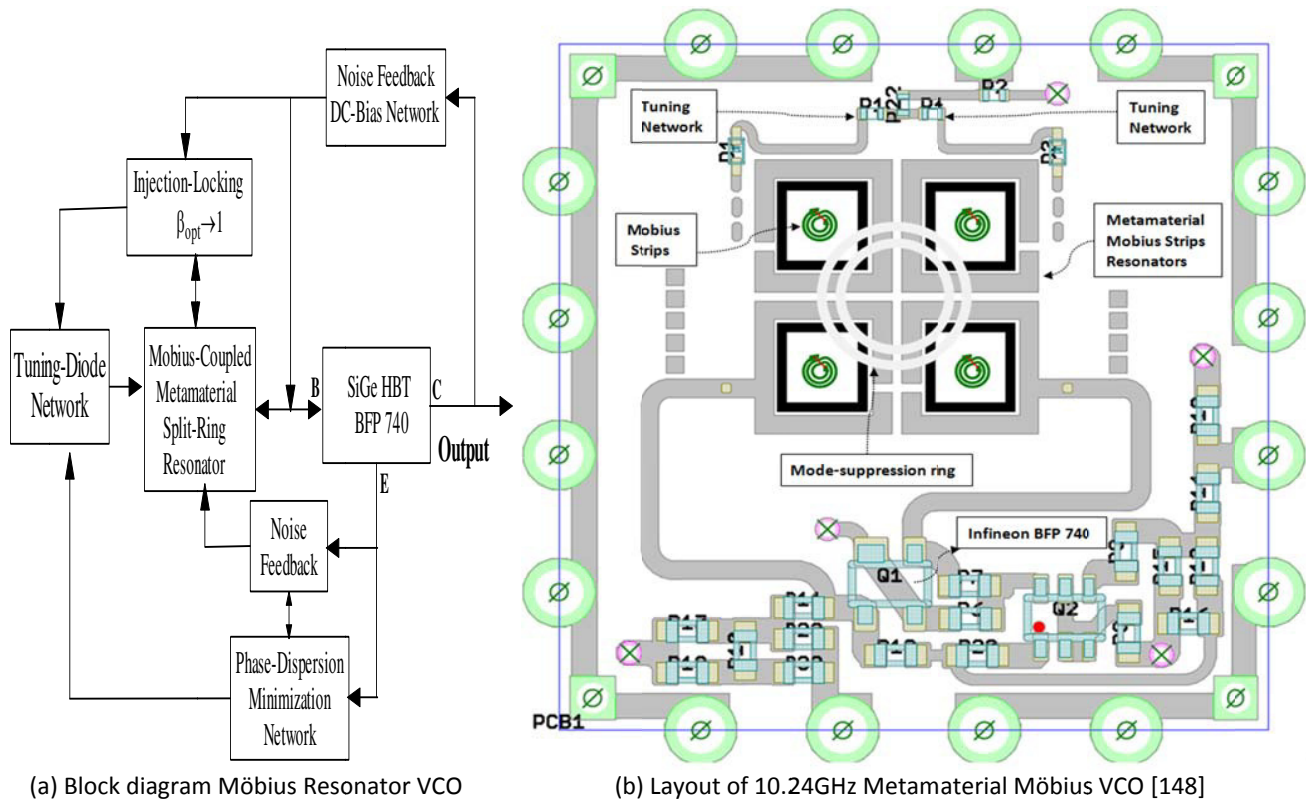 Noise Feedback
DC-Bias Network
Injection-Locking
βopt→1
Tuning-Diode
Network
Mobius-Coupled
Metamaterial
Split-Ring
Resonator
B
SiGe HBT
BFP 740
C
Output
E
Noise
Feedback
Phase-Dispersion
Minimization
Network
(a) Block diagram Möbius Resonator VCO
Tuning
Network
Tuning
Network
Mobius
Strips
Metamaterial
Mobius Strips
Resonators
Mode-suppression ring
Infineon BFP 740
Q1
Q2
PCB1
(b) Layout of 10.24GHz Metamaterial Möbius VCO [148]